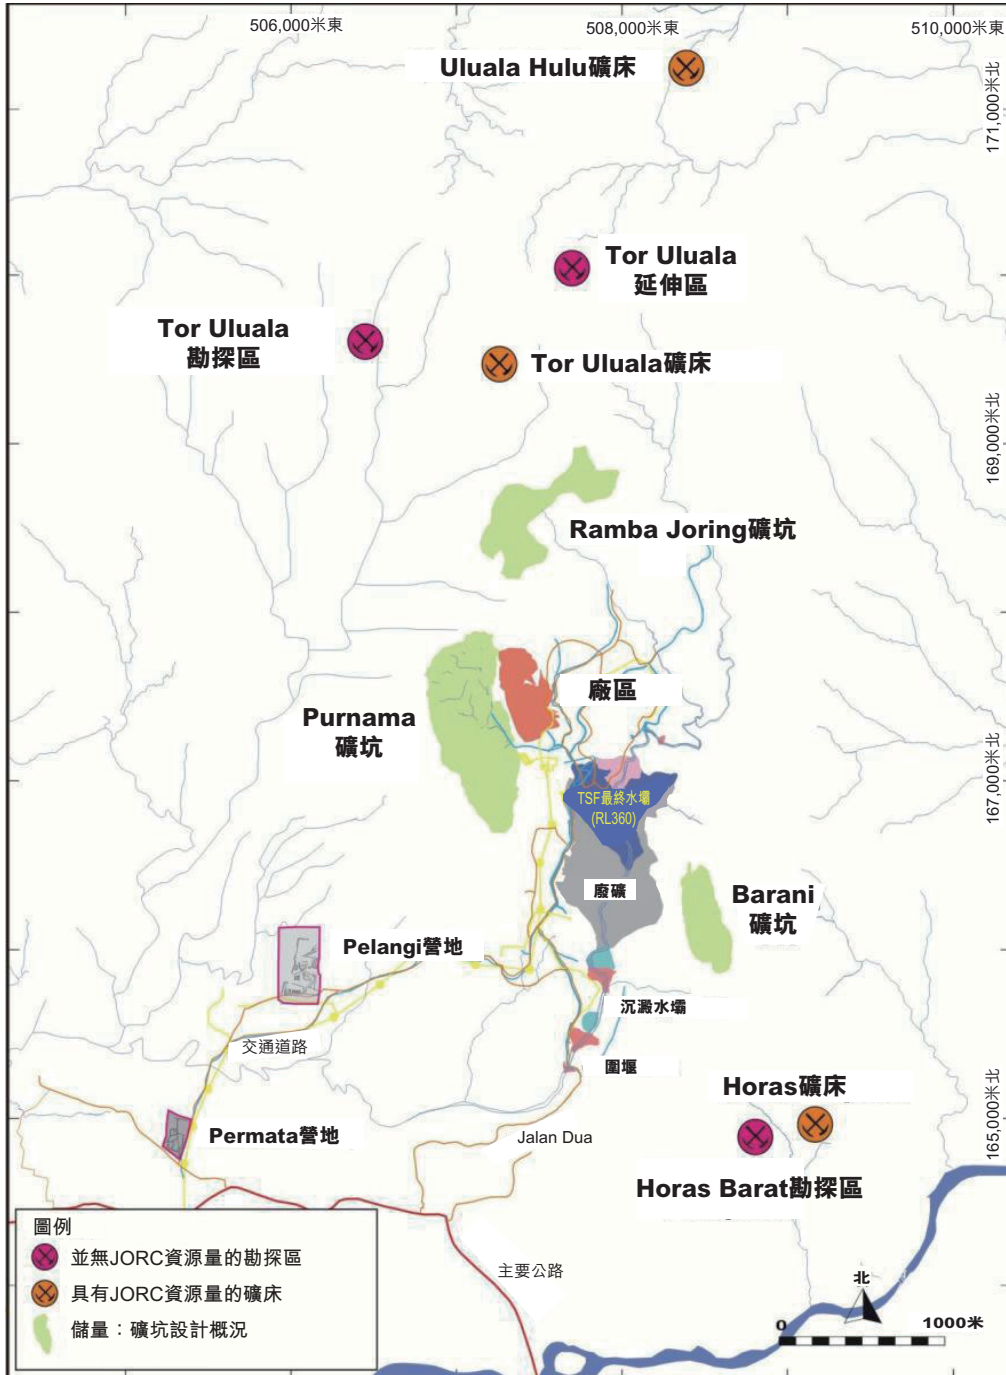 506,000米東
508,000米東
510,000米東
Uluala Hulu礦床
171,000米北
Tor Uluala
延伸區
Tor Uluala
勘探區
Tor Uluala礦床
169,000米北
Ramba Joring礦坑
廠區
Purnama
礦坑
167,000米北
TSF最終水壩
(RL360)
廢礦
Barani
礦坑
Pelangi營地
沉澱水壩
交通道路
圍堰
Horas礦床
165,000米北
Permata營地
Jalan Dua
Horas Barat勘探區
圖例
並無JORC資源量的勘探區
具有JORC資源量的礦床
儲量：礦坑設計概況
主要公路
北
0
1000米